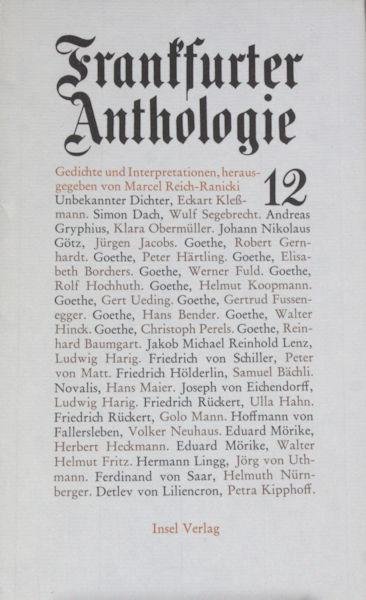 Frankfurter
Anthologie
Gedichte und Interpretationen, heraus-
gegeben von Marcel Reich-Ranicki
12
Unbekannter Dichter, Eckart Kleß-
mann. Simon Dach, Wulf Segebrecht. Andreas
Gryphius, Klara Obermüller. Johann Nikolaus
Götz, Jürgen Jacobs. Goethe, Robert Gern-
hardt. Goethe, Peter Härtling. Goethe, Elisa-
beth Borchers. Goethe, Werner Fuld. Goethe,
Rolf Hochhuth. Goethe, Helmut Koopmann.
Goethe, Gert Ueding. Goethe, Gertrud Fussen-
egger. Goethe, Hans Bender. Goethe, Walter
Hinck. Goethe, Christoph Perels. Goethe, Rein-
hard Baumgart. Jakob Michael Reinhold Lenz,
Ludwig Harig. Friedrich von Schiller, Peter
von Matt. Friedrich Hölderlin, Samuel Bächli.
Novalis, Hans Maier. Joseph von Eichendorff,
Ludwig Harig. Friedrich Rückert, Ulla Hahn.
Friedrich Rückert, Golo Mann. Hoffmann von
Fallersleben, Volker Neuhaus. Eduard Mörike,
Herbert Heckmann. Eduard Mörike, Walter
Helmut Fritz. Hermann Lingg, Jörg von Uth-
mann. Ferdinand von Saar, Helmuth Nürn-
berger. Detlev von Liliencron, Petra Kipphoff.
Insel Verlag